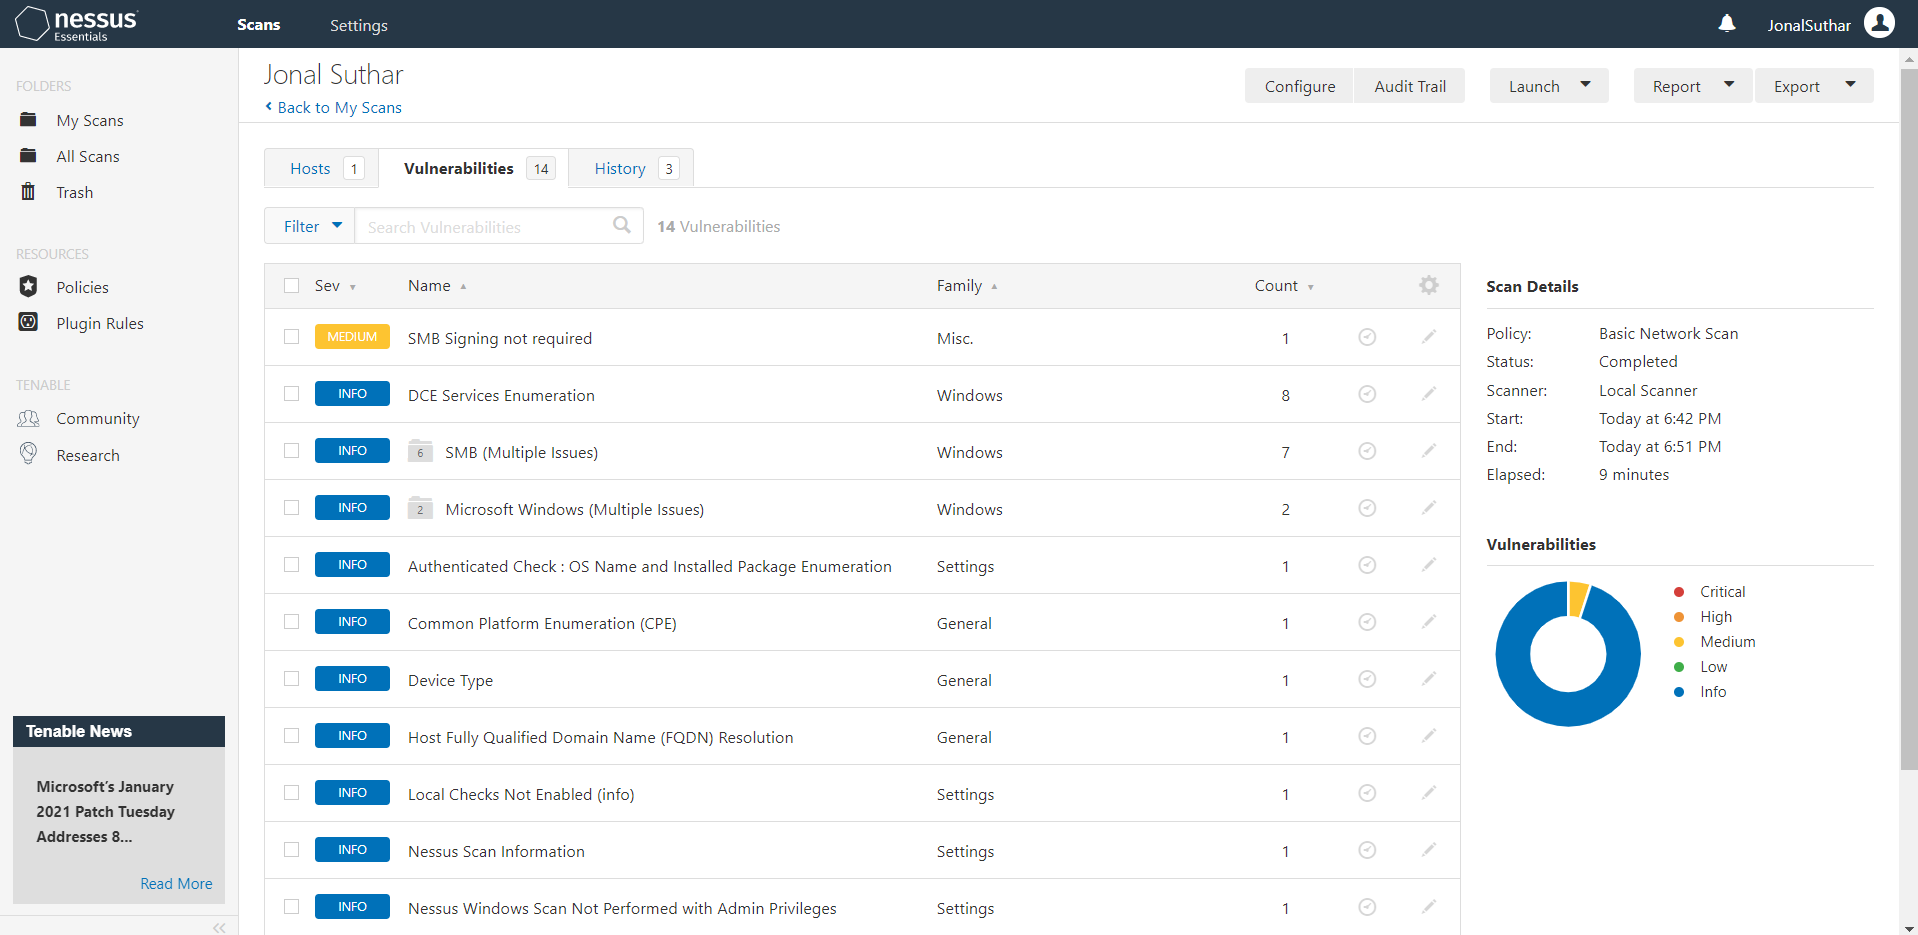 nessus
Essentials
Scans
Settings
JonalSuthar
FOLDERS
My Scans
All Scans
Trash
RESOURCES
Policies
Plugin Rules
TENABLE
Community
Research
Tenable News
Microsoft's January
2021 Patch Tuesday
Addresses 8...
Read More
Jonal Suthar
Back to My Scans
Configure
Audit Trail
Launch
Report
Export
Hosts 1
Vulnerabilities 14
History 3
Filter
Search Vulnerabilities
14 Vulnerabilities
Sev Name Family Count
MEDIUM SMB Signing not required Misc. 1
INFO DCE Services Enumeration Windows 8
INFO 6 SMB (Multiple Issues) Windows 7
INFO 2 Microsoft Windows (Multiple Issues) Windows 2
INFO Authenticated Check : OS Name and Installed Package Enumeration Settings 1
INFO Common Platform Enumeration (CPE) General 1
INFO Device Type General 1
INFO Host Fully Qualified Domain Name (FQDN) Resolution General 1
INFO Local Checks Not Enabled (info) Settings 1
INFO Nessus Scan Information Settings 1
INFO Nessus Windows Scan Not Performed with Admin Privileges Settings 1
Scan Details
Policy: Basic Network Scan
Status: Completed
Scanner: Local Scanner
Start: Today at 6:42 PM
End: Today at 6:51 PM
Elapsed: 9 minutes
Vulnerabilities
Critical
High
Medium
Low
Info